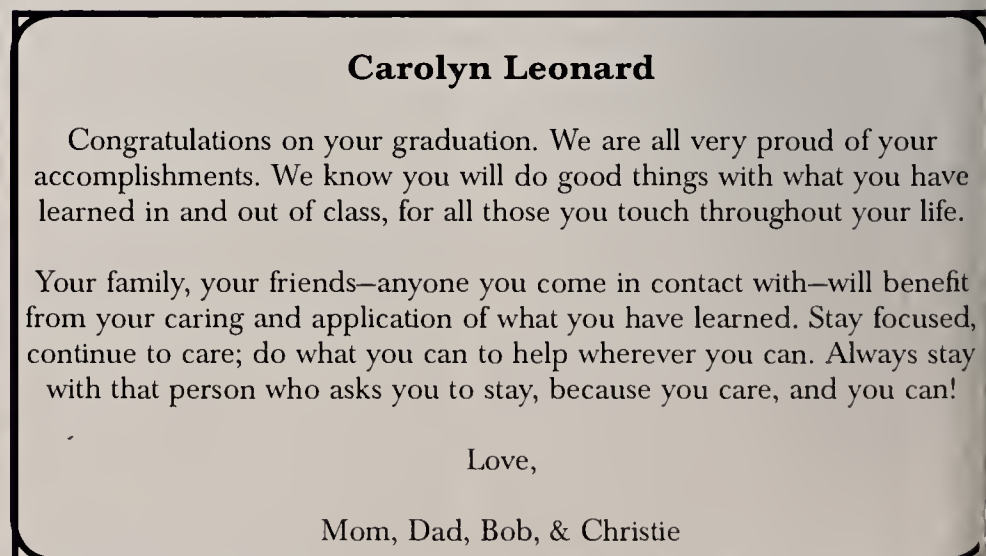 Carolyn Leonard
Congratulations on your graduation. We are all very proud of your
accomplishments. We know you will do good things with what you have
learned in and out of class, for all those you touch throughout your life.
Your family, your friends—anyone you come in contact with—will benefit
from your caring and application of what you have learned. Stay focused,
continue to care; do what you can to help wherever you can. Always stay
with that person who asks you to stay, because you care, and you can!
Love,
Mom, Dad, Bob, & Christie